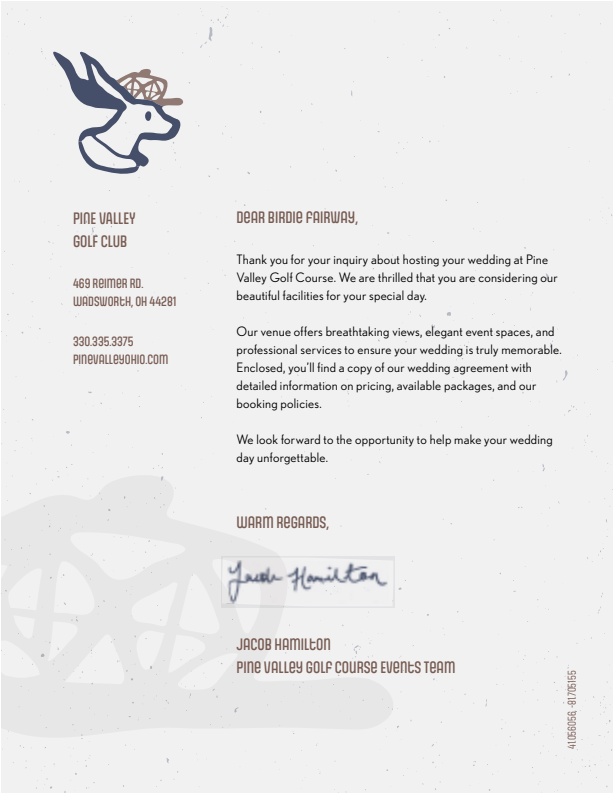 PINE VALLEY
GOLF CLUB
469 REIMER RD.
WADSWORTH, OH 44281
330.335.3375
PINEVALLEYOHIO.COM
DEAR BIRDIE FAIRWAY,
Thank you for your inquiry about hosting your wedding at Pine
Valley Golf Course. We are thrilled that you are considering our
beautiful facilities for your special day.
Our venue offers breathtaking views, elegant event spaces, and
professional services to ensure your wedding is truly memorable.
Enclosed, you'll find a copy of our wedding agreement with
detailed information on pricing, available packages, and our
booking policies.
We look forward to the opportunity to help make your wedding
day unforgettable.
WARM REGARDS,
Jacob Hamilton
JACOB HAMILTON
PINE VALLEY GOLF COURSE EVENTS TEAM
41.056056, -81.705155